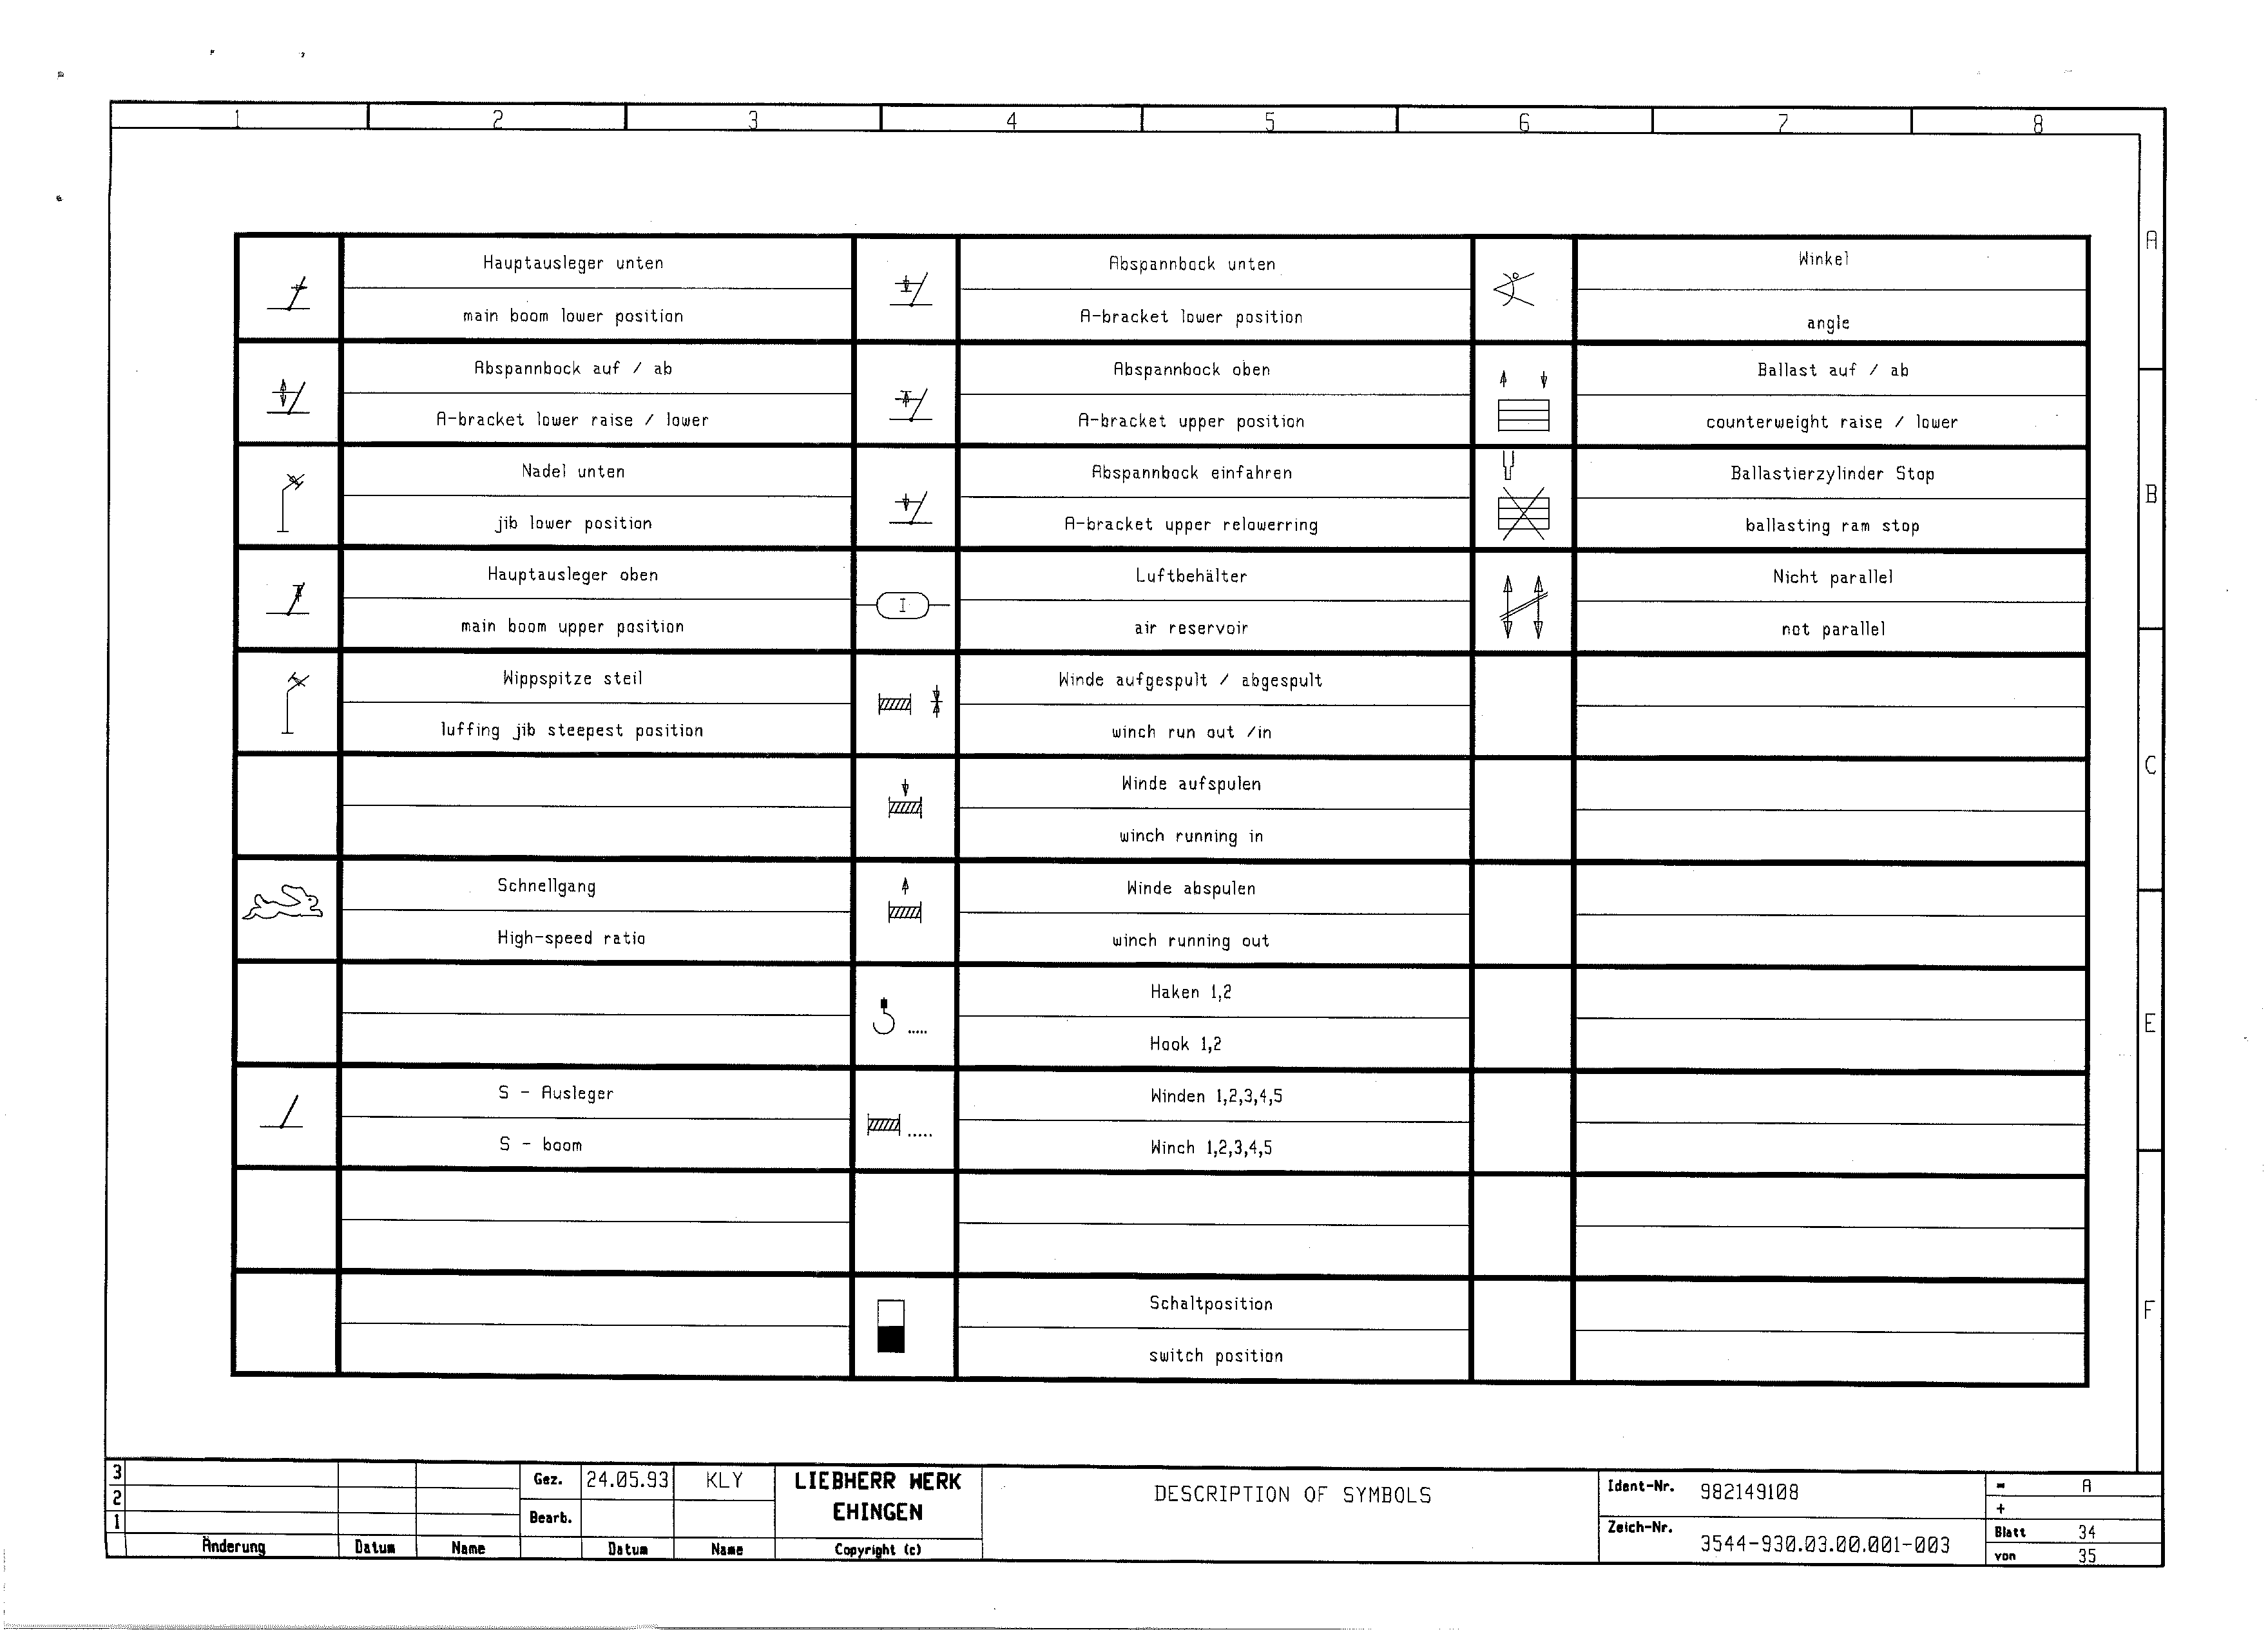 1 2 3 4 5 6 7 8
A
B
C
E
F
Hauptausleger unten
main boom lower position
Abspannbock auf / ab
A-bracket lower raise / lower
Nadel unten
jib lower position
Hauptausleger oben
main boom upper position
Wippspitze steil
luffing jib steepest position
Schnellgang
High-speed ratio
S - Ausleger
S - boom
Abspannbock unten
A-bracket lower position
Abspannbock oben
A-bracket upper position
Abspannbock einfahren
A-bracket upper relowerring
I
Luftbehälter
air reservoir
Winde aufgespult / abgespult
winch run out /in
Winde aufspulen
winch running in
Winde abspulen
winch running out
.....
Haken 1,2
Hook 1,2
.....
Winden 1,2,3,4,5
Winch 1,2,3,4,5
Schaltposition
switch position
Winkel
angle
Ballast auf / ab
counterweight raise / lower
Ballastierzylinder Stop
ballasting ram stop
Nicht parallel
not parallel
3
2
1
Änderung Datum Name
Gez. 24.05.93 KLY
Bearb.
Datum Name
LIEBHERR WERK
EHINGEN
Copyright (c)
DESCRIPTION OF SYMBOLS
Ident-Nr. 982149108
Zeich-Nr. 3544-930.03.00.001-003
= A
+
Blatt 34
von 35